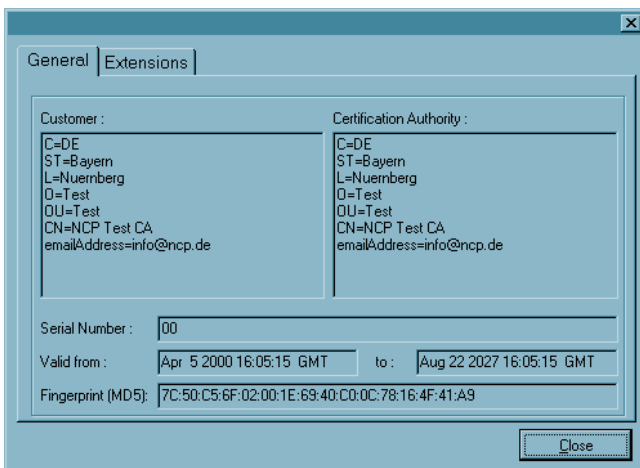 General
Extensions
Customer :
Certification Authority :
C=DE
ST=Bayern
L=Nuernberg
O=Test
OU=Test
CN=NCP Test CA
emailAddress=info@ncp.de
C=DE
ST=Bayern
L=Nuernberg
O=Test
OU=Test
CN=NCP Test CA
emailAddress=info@ncp.de
Serial Number : 00
Valid from : Apr 5 2000 16:05:15 GMT to : Aug 22 2027 16:05:15 GMT
Fingerprint (MD5): 7C:50:C5:6F:02:00:1E:69:40:C0:0C:78:16:4F:41:A9
Close